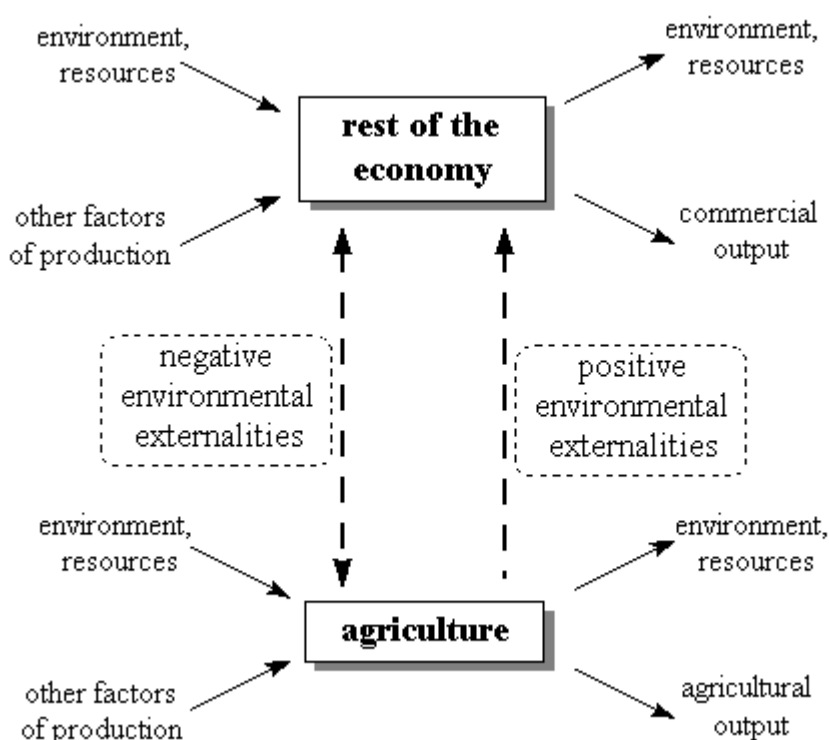 environment,
resources
environment,
resources
rest of the
economy
other factors
of production
commercial
output
negative
environmental
externalities
positive
environmental
externalities
environment,
resources
environment,
resources
agriculture
other factors
of production
agricultural
output